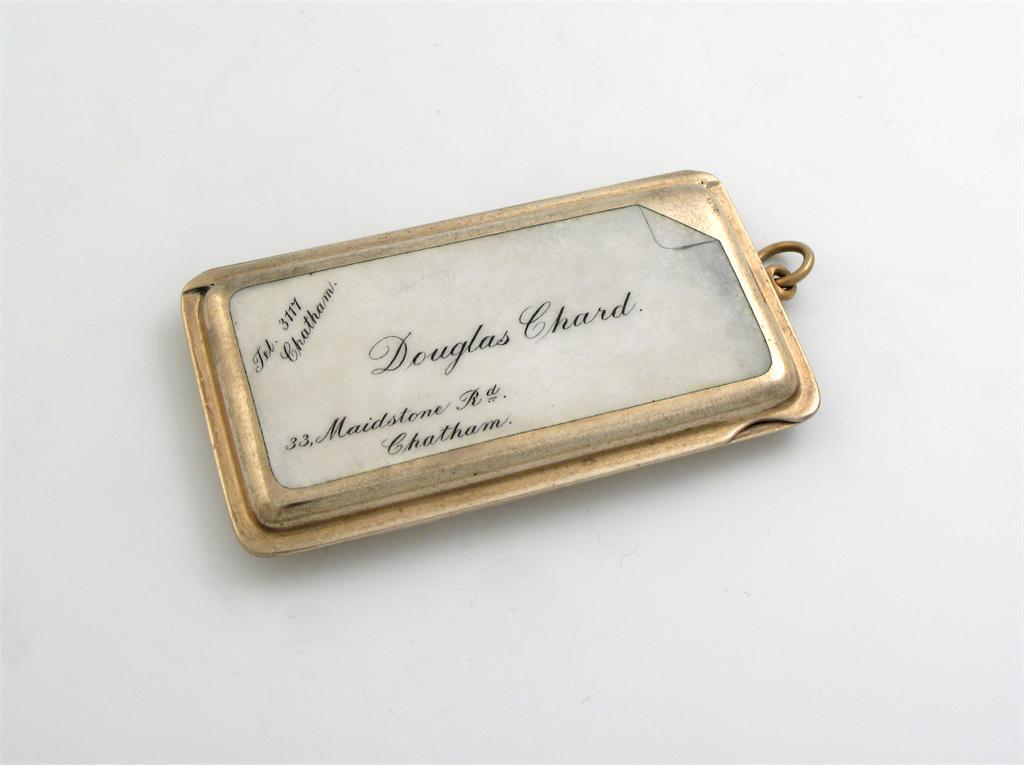 Tel. 3117
Chatham.
Douglas Chard.
33, Maidstone Rd.
Chatham.